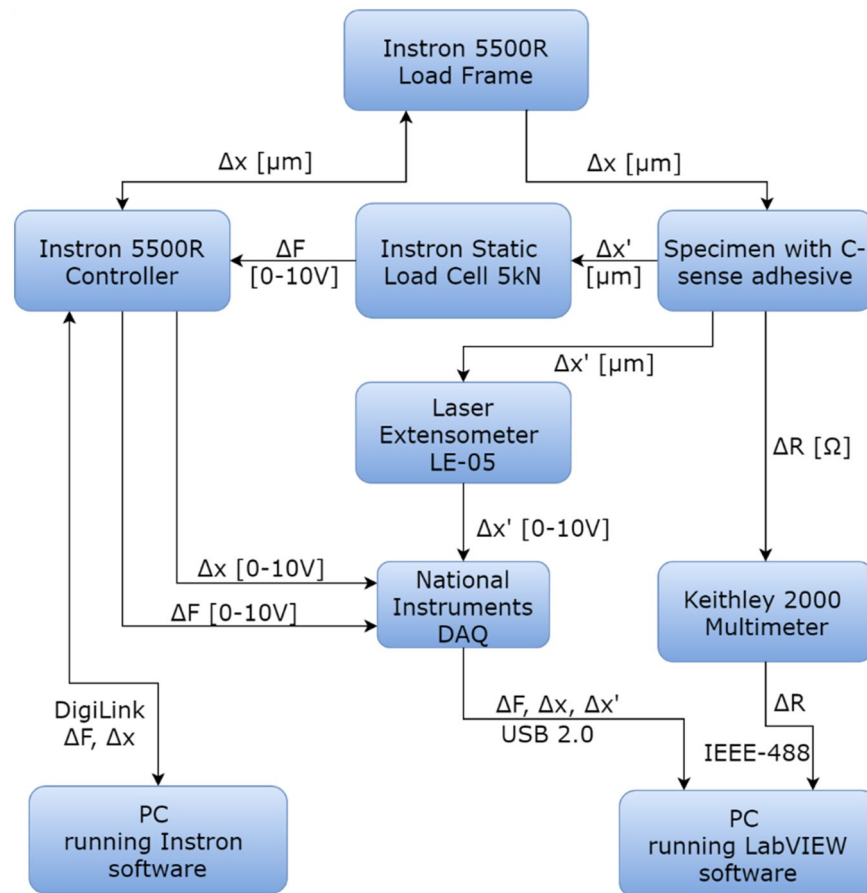 Instron 5500R
Load Frame
Δx [μm]
Δx [μm]
Instron 5500R
Controller
ΔF
[0-10V]
Instron Static
Load Cell 5kN
Δx'
[μm]
Specimen with C-
sense adhesive
Δx' [μm]
Laser
Extensometer
LE-05
ΔR [Ω]
Δx' [0-10V]
Δx [0-10V]
ΔF [0-10V]
National
Instruments
DAQ
Keithley 2000
Multimeter
DigiLink
ΔF, Δx
ΔF, Δx, Δx'
USB 2.0
ΔR
IEEE-488
PC
running Instron
software
PC
running LabVIEW
software